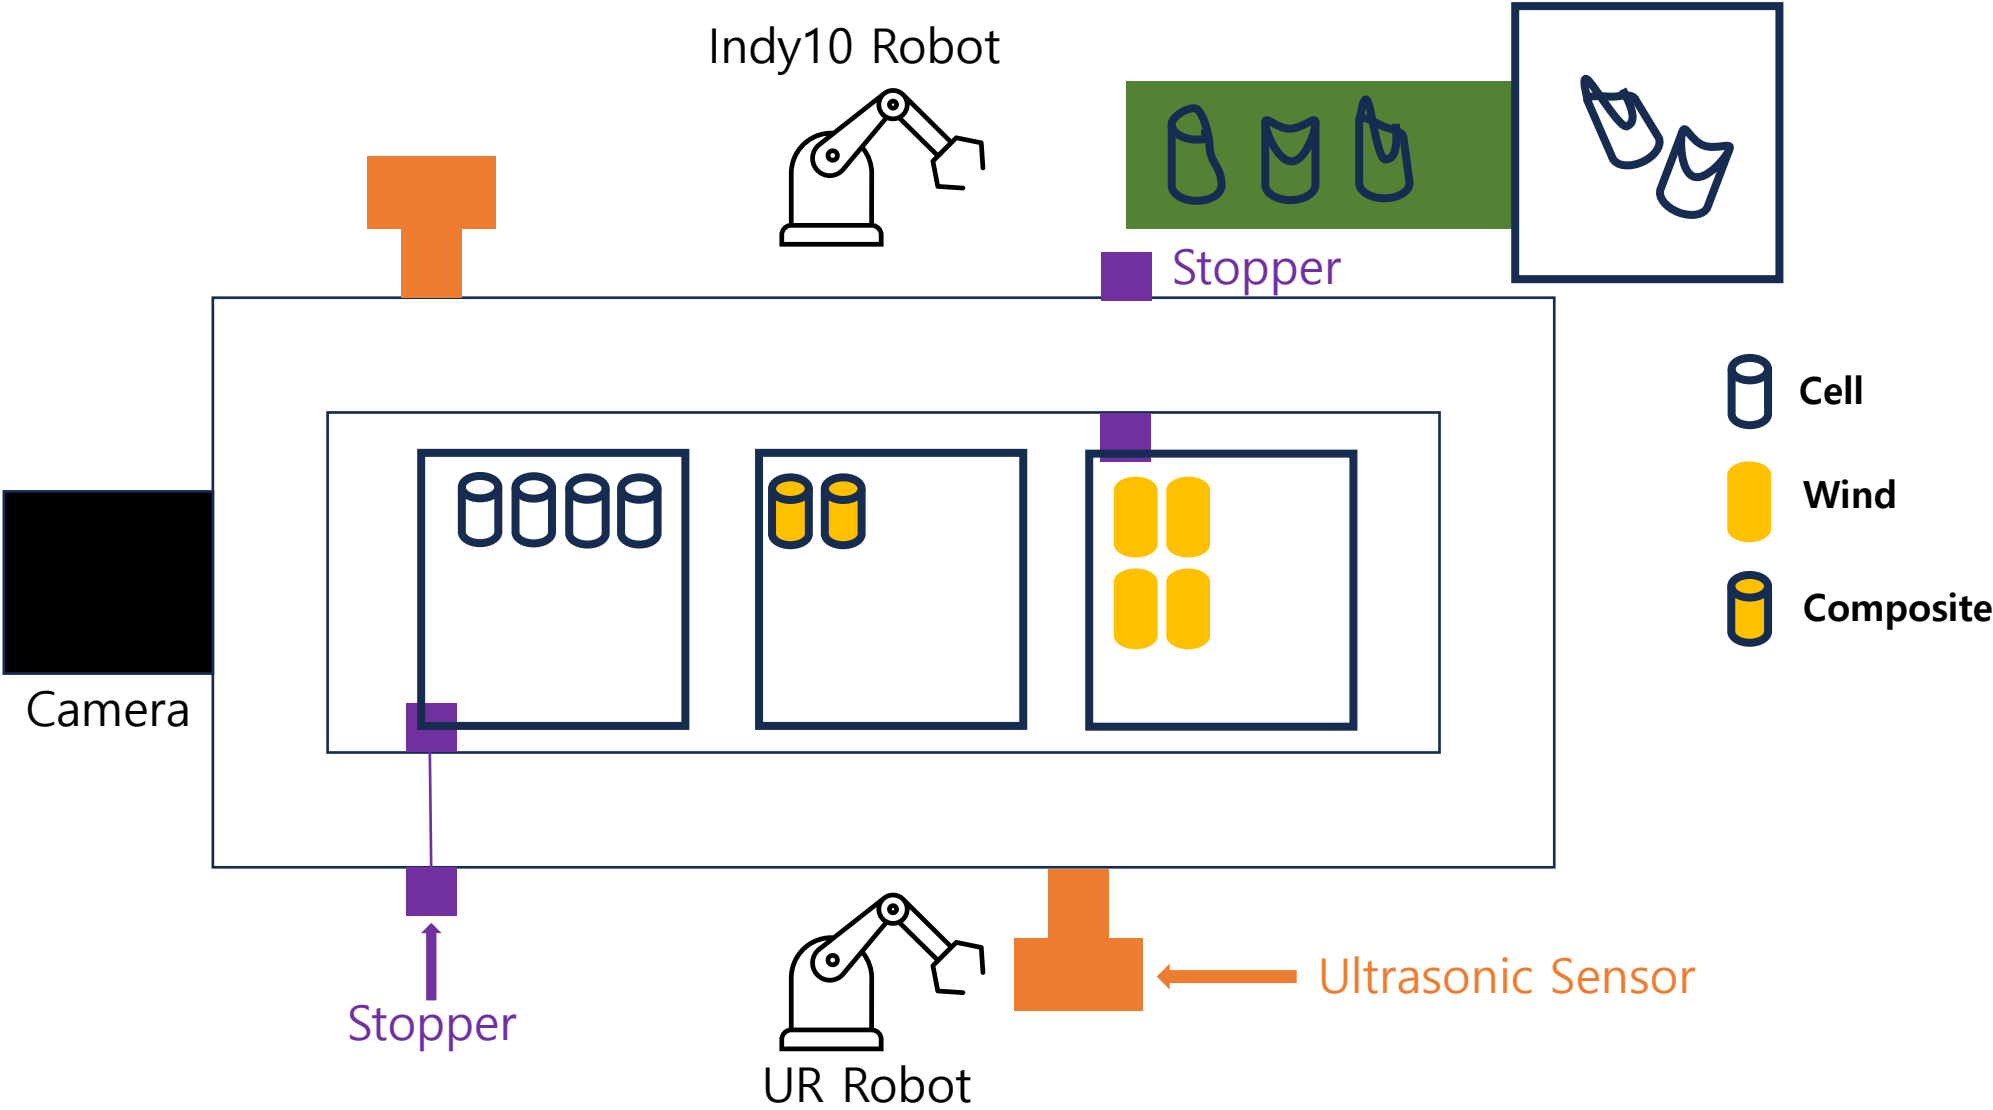 Indy10 Robot
Stopper
Cell
Wind
Composite
Camera
Ultrasonic Sensor
Stopper
UR Robot